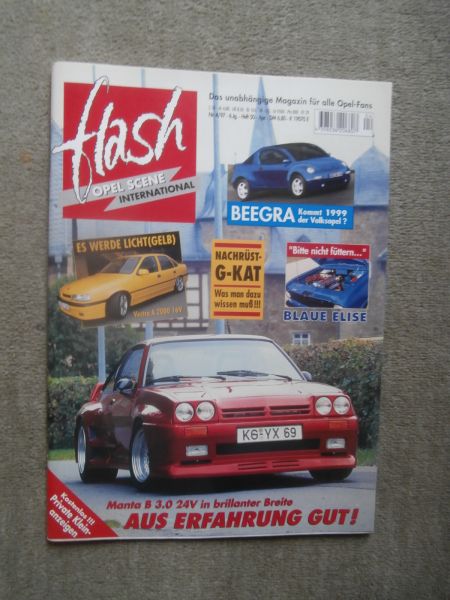 Das unabhängige Magazin für alle Opel-Fans
flash
OPEL SCENE
INTERNATIONAL
BEEGRA Kommt 1999
der Volksopel ?
ES WERDE LICHT(GELB)
Vectra A 2000 16V
NACHRÜST-
G-KAT
Was man dazu
wissen muß!!!
"Bitte nicht füttern..."
BLAUE ELISE
KG YX 69
Kostenlos!!!
Private Klein-
anzeigen
Manta B 3.0 24V in brillanter Breite
AUS ERFAHRUNG GUT!